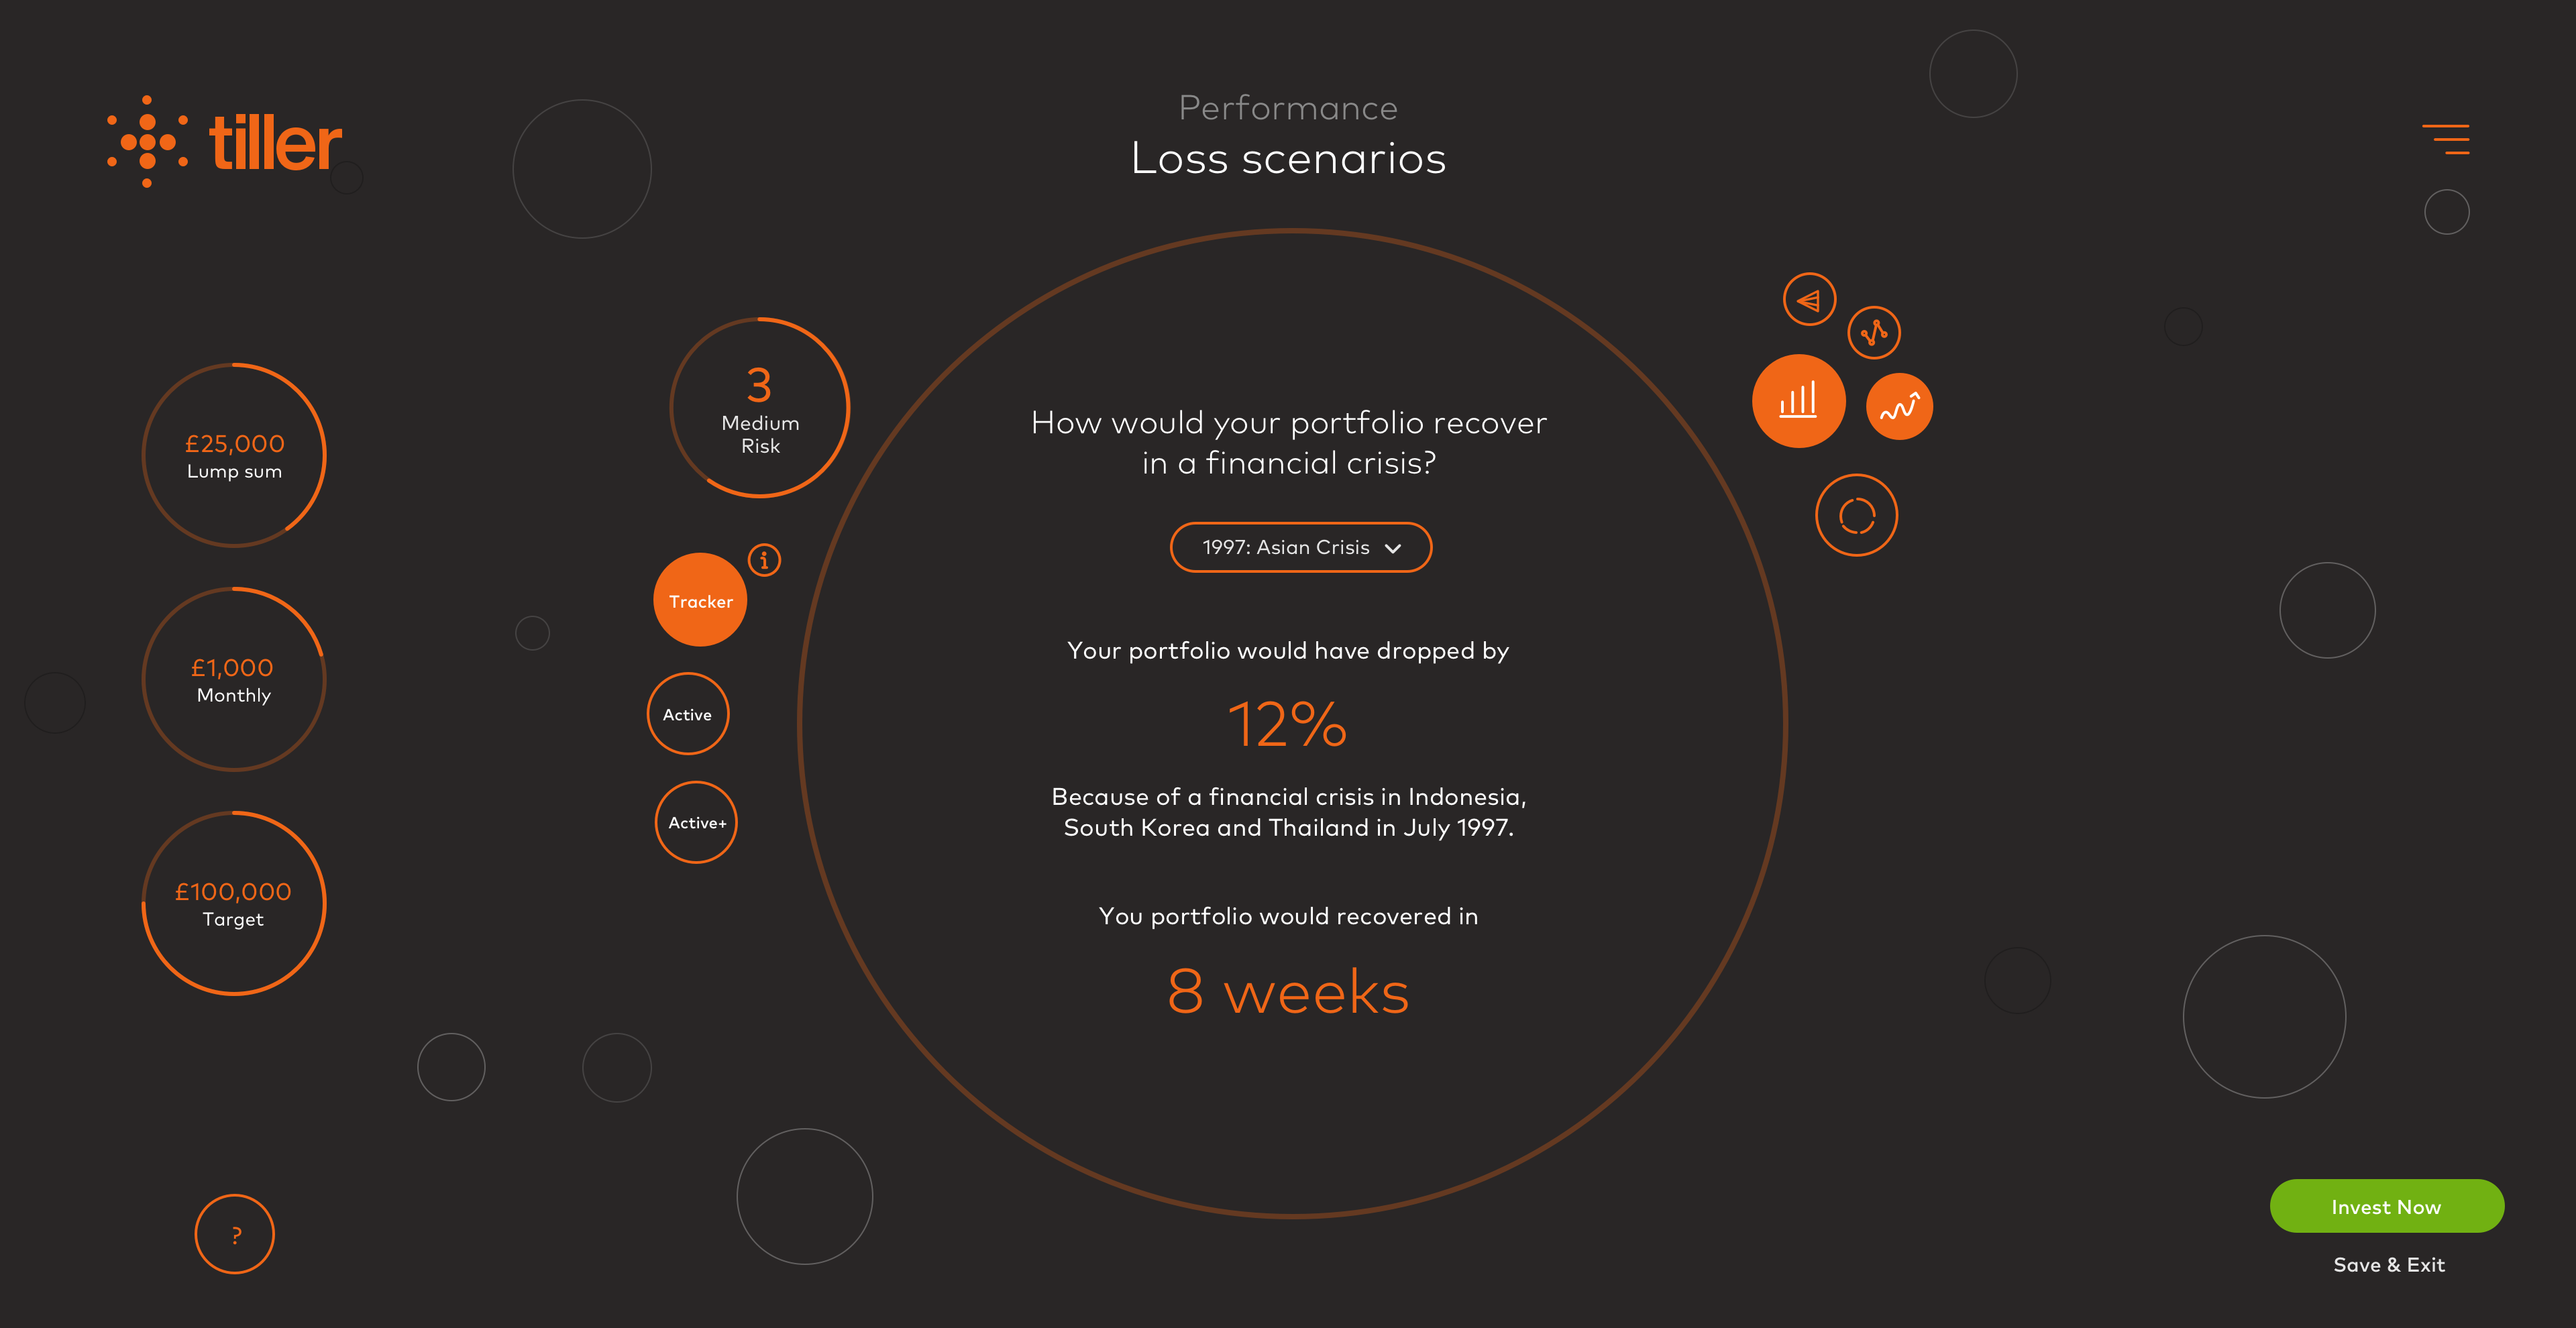 tiller
Performance
Loss scenarios
£25,000
Lump sum
£1,000
Monthly
£100,000
Target
3
Medium
Risk
Tracker
Active
Active+
How would your portfolio recover
in a financial crisis?
1997: Asian Crisis
Your portfolio would have dropped by
12%
Because of a financial crisis in Indonesia,
South Korea and Thailand in July 1997.
You portfolio would recovered in
8 weeks
?
Invest Now
Save & Exit